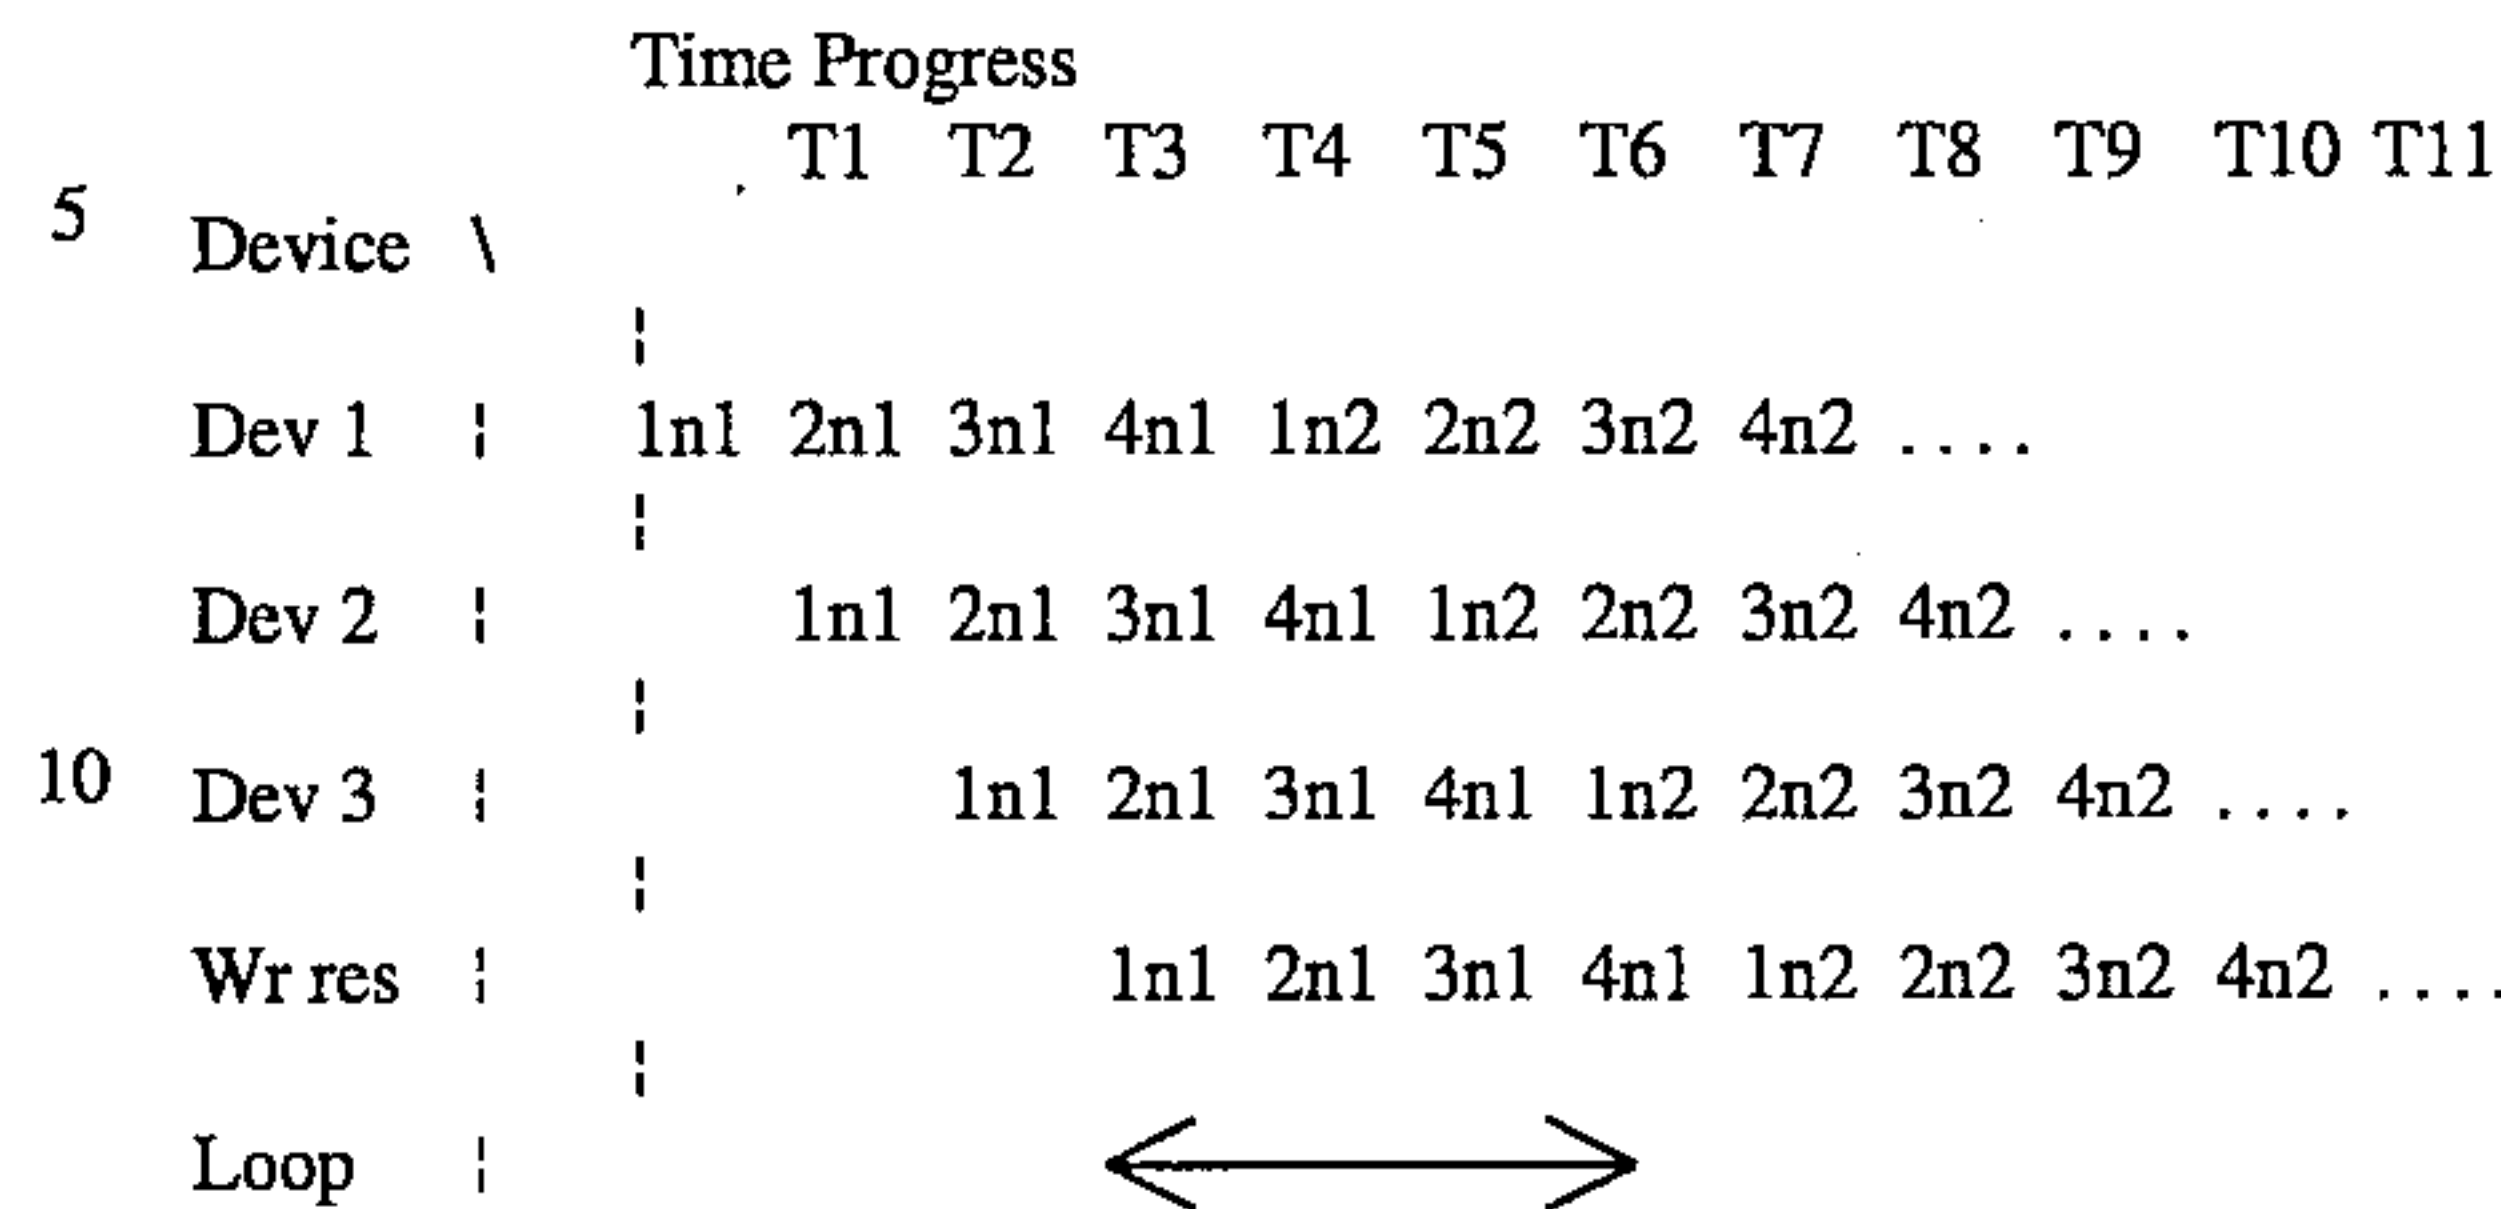 Time Progress
T1 T2 T3 T4 T5 T6 T7 T8 T9 T10 T11
5
Device \
¦
Dev 1 ¦ 1n1 2n1 3n1 4n1 1n2 2n2 3n2 4n2 ....
¦
Dev 2 ¦ 1n1 2n1 3n1 4n1 1n2 2n2 3n2 4n2 ....
¦
10 Dev 3 ¦ 1n1 2n1 3n1 4n1 1n2 2n2 3n2 4n2 ....
¦
Wr res ¦ 1n1 2n1 3n1 4n1 1n2 2n2 3n2 4n2 ....
¦
Loop ¦